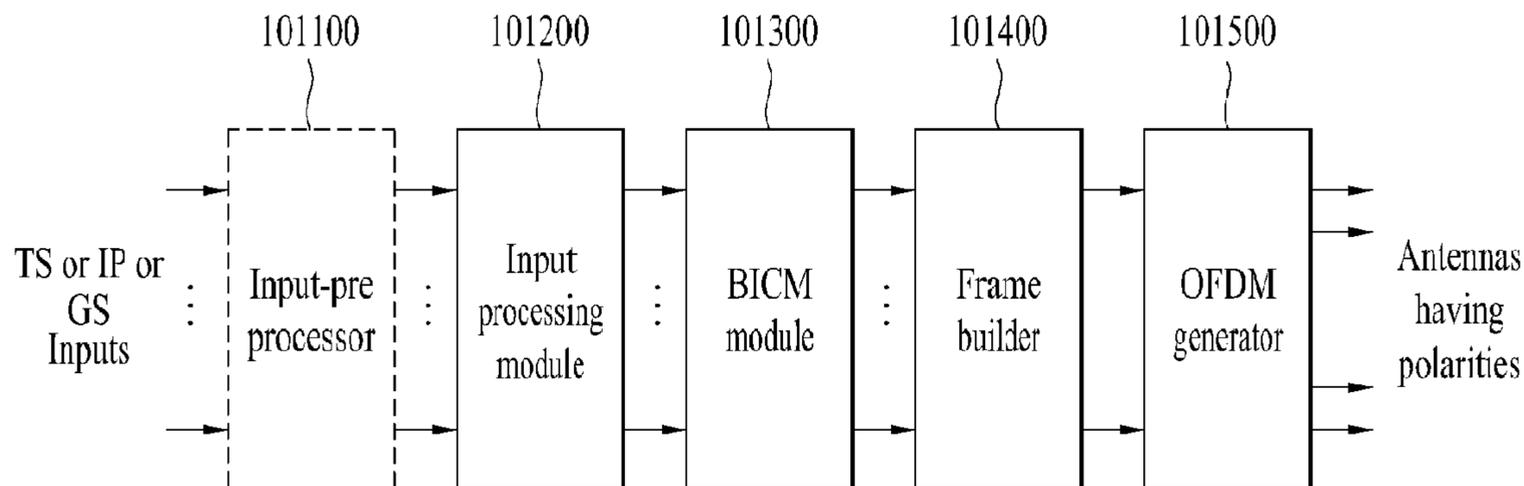 101100
101200
101300
101400
101500
TS or IP or
GS
Inputs
Input-pre
processor
Input
processing
module
BICM
module
Frame
builder
OFDM
generator
Antennas
having
polarities